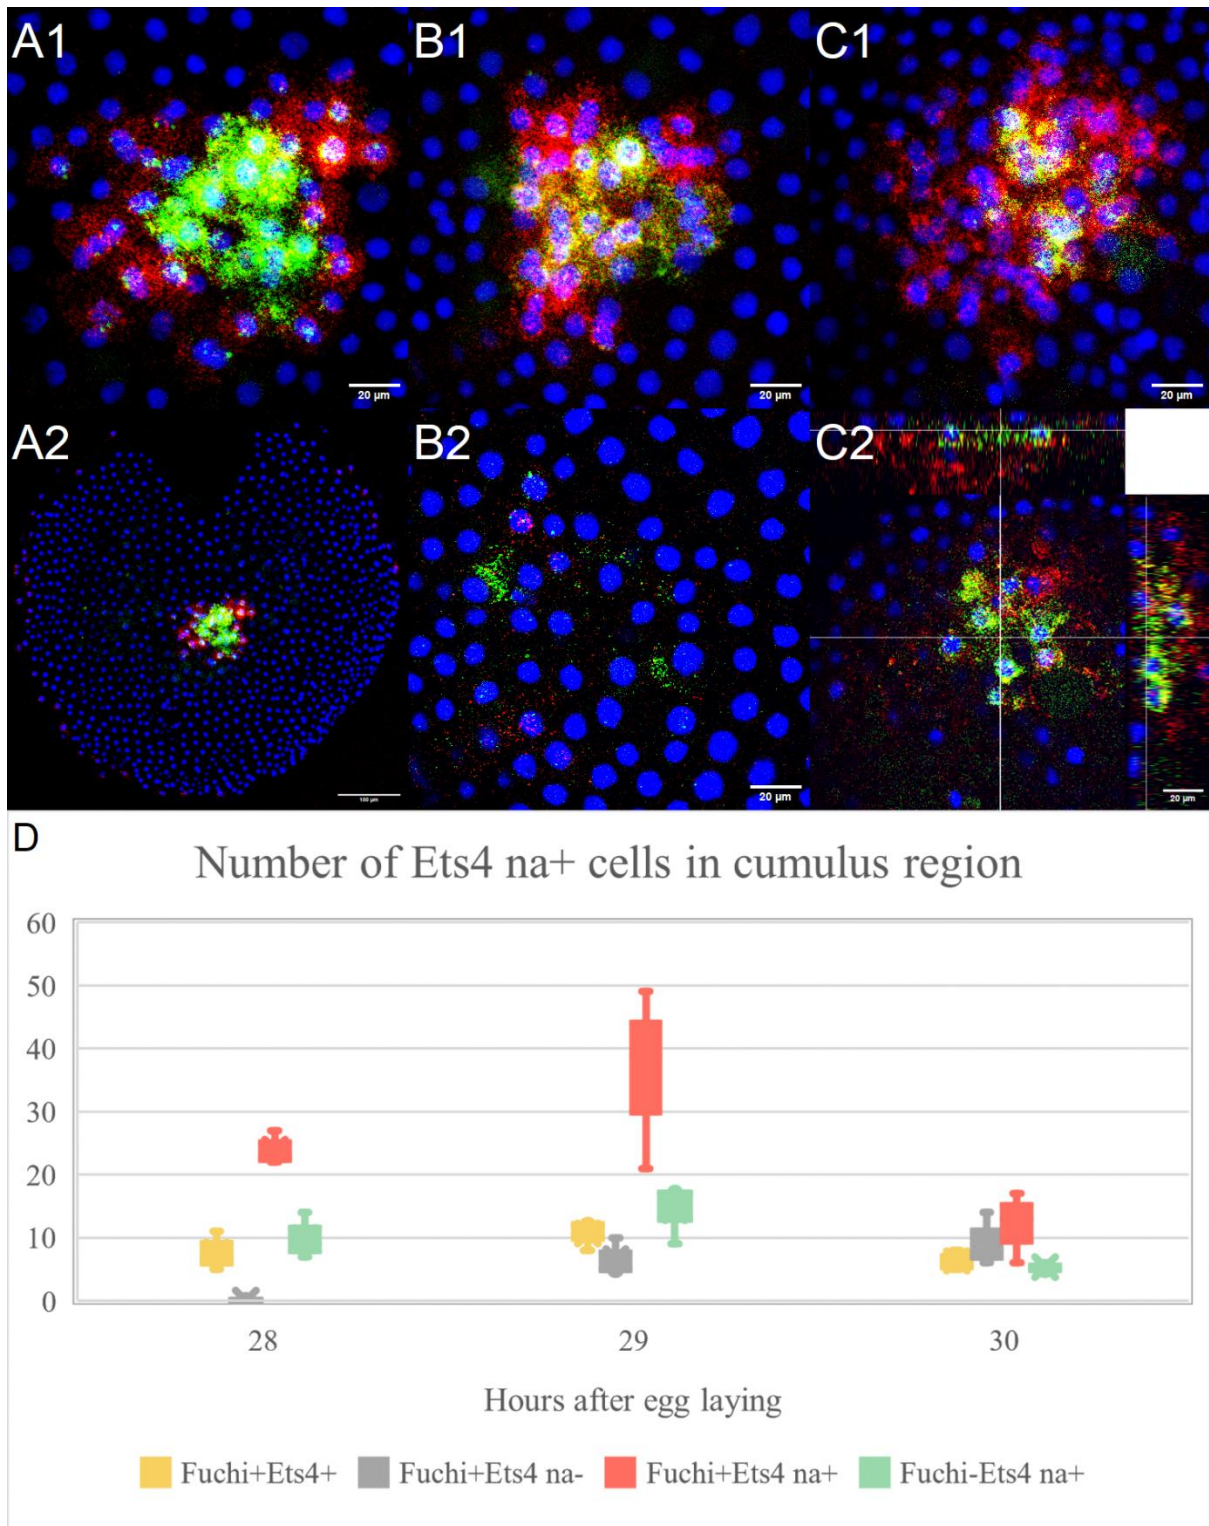 A1
B1
C1
20 µm
20 µm
20 µm
A2
B2
C2
100 µm
20 µm
20 µm
D
Number of Ets4 na+ cells in cumulus region
60
50
40
30
20
10
0
28 29 30
Hours after egg laying
Fuchi+Ets4+ Fuchi+Ets4 na- Fuchi+Ets4 na+ Fuchi-Ets4 na+